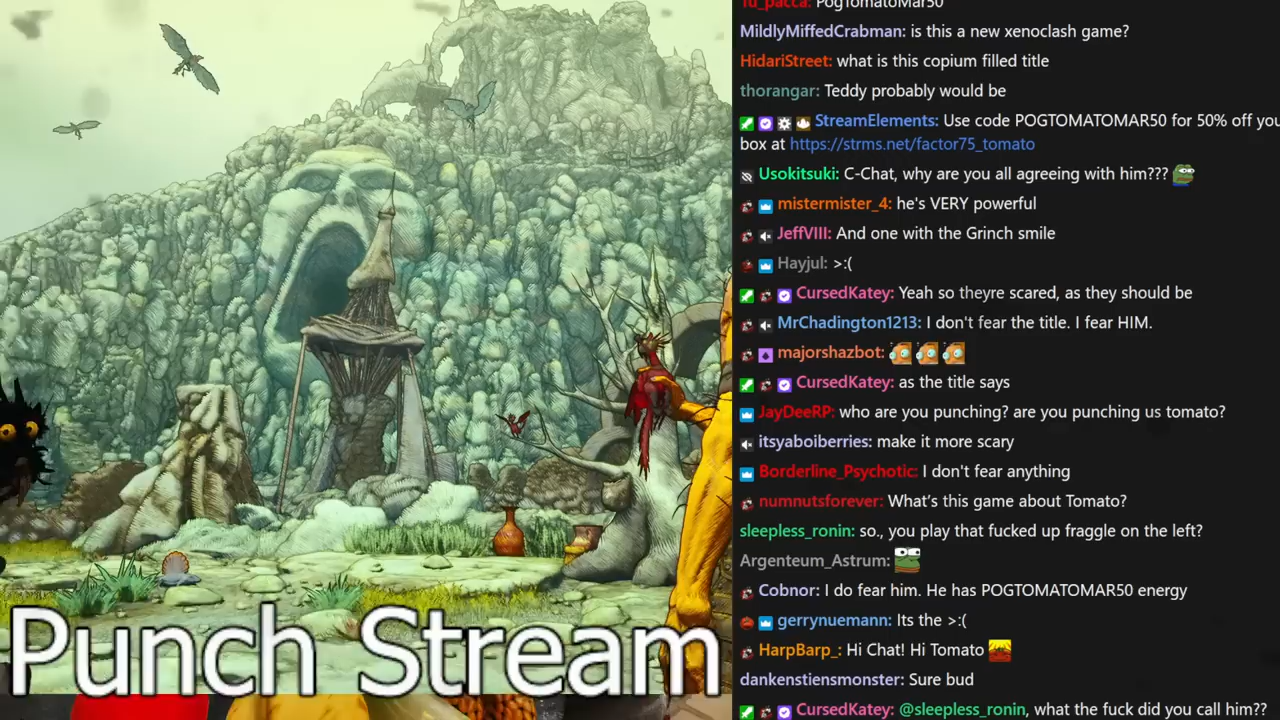 Tu_pacca: PogTomatoMar50
MildlyMiffedCrabman: is this a new xenoclash game?
HidariStreet: what is this copium filled title
thorangar: Teddy probably would be
StreamElements: Use code POGTOMATOMAR50 for 50% off you
box at https://strms.net/factor75_tomato
Usokitsuki: C-Chat, why are you all agreeing with him???
mistermister_4: he's VERY powerful
JeffVIII: And one with the Grinch smile
Hayjul: >:(
CursedKatey: Yeah so theyre scared, as they should be
MrChadington1213: I don't fear the title. I fear HIM.
majorshazbot:
CursedKatey: as the title says
JayDeeRP: who are you punching? are you punching us tomato?
itsyaboiberries: make it more scary
Borderline_Psychotic: I don't fear anything
numnutsforever: What's this game about Tomato?
sleepless_ronin: so., you play that fucked up fraggle on the left?
Argenteum_Astrum:
Cobnor: I do fear him. He has POGTOMATOMAR50 energy
gerrynuemann: Its the >:(
HarpBarp_: Hi Chat! Hi Tomato
dankenstiensmonster: Sure bud
CursedKatey: @sleepless_ronin, what the fuck did you call him??
Punch Stream